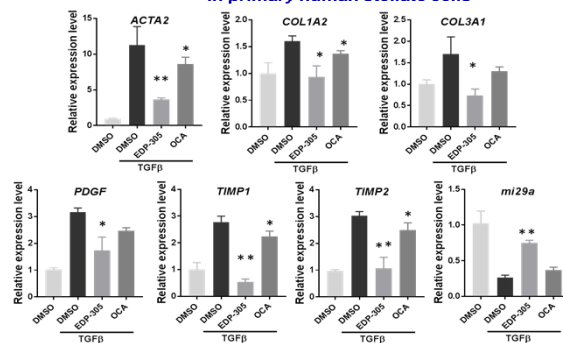 in primary human stellate cells
ACTA2
COL1A2
COL3A1
Relative expression level
15
10
5
0
*
**
DMSO
DMSO
EDP-305
OCA
TGFβ
Relative expression level
2.0
1.5
1.0
0.5
0.0
*
*
DMSO
DMSO
EDP-305
OCA
TGFβ
Relative expression level
2.5
2.0
1.5
1.0
0.5
0.0
*
DMSO
DMSO
EDP-305
OCA
TGFβ
PDGF
TIMP1
TIMP2
mi29a
Relative expression level
4
3
2
1
0
*
DMSO
DMSO
EDP-305
OCA
TGFβ
Relative expression level
4
3
2
1
0
**
*
DMSO
DMSO
EDP-305
OCA
TGFβ
Relative expression level
4
3
2
1
0
**
*
DMSO
DMSO
EDP-305
OCA
TGFβ
Relative expression level
1.5
1.0
0.5
0.0
**
DMSO
DMSO
EDP-305
OCA
TGFβ